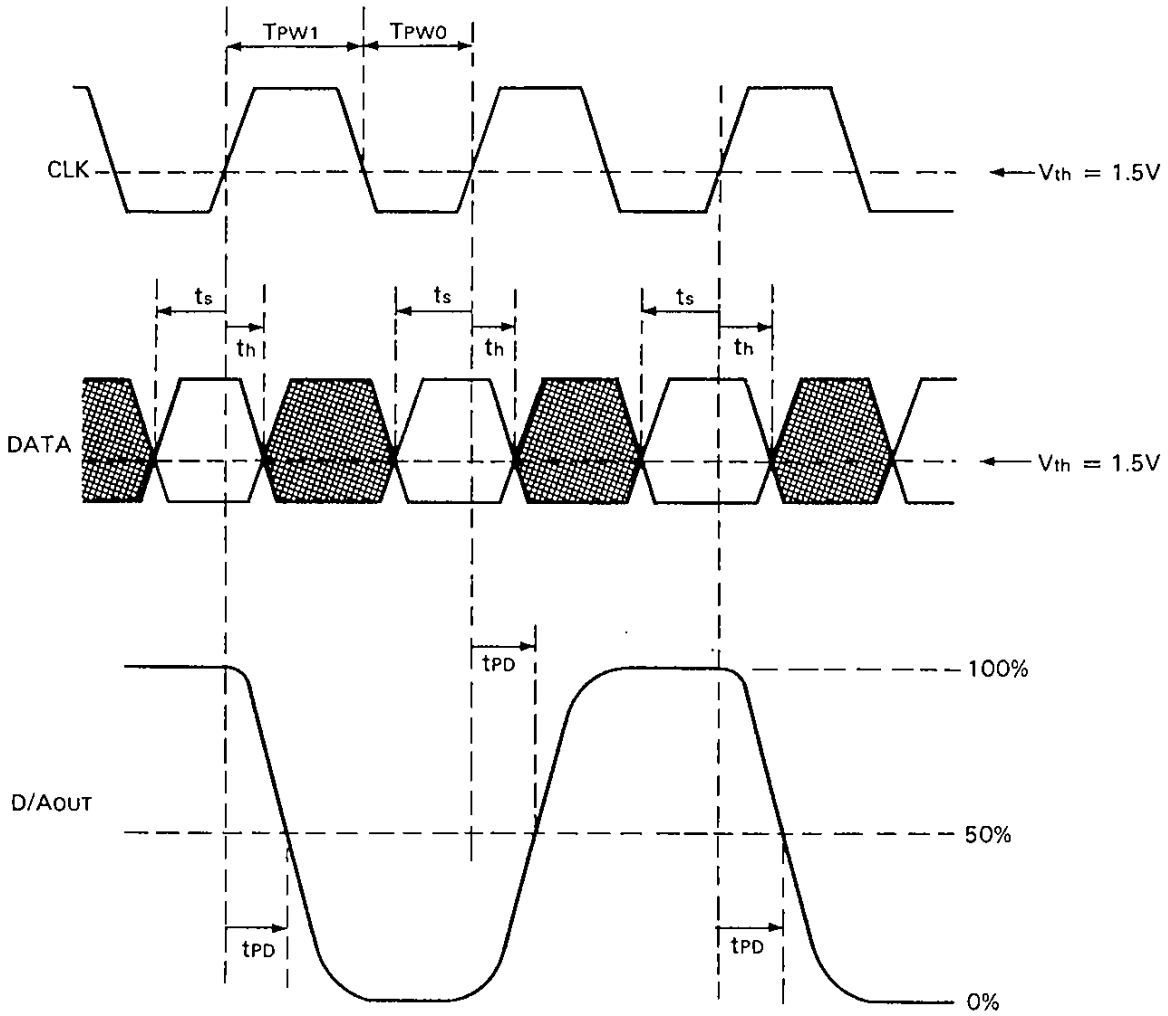 TPW1 TPW0
CLK Vth = 1.5V
ts ts ts
th th th
DATA Vth = 1.5V
tPD 100%
D/AOUT 50%
tPD tPD
0%